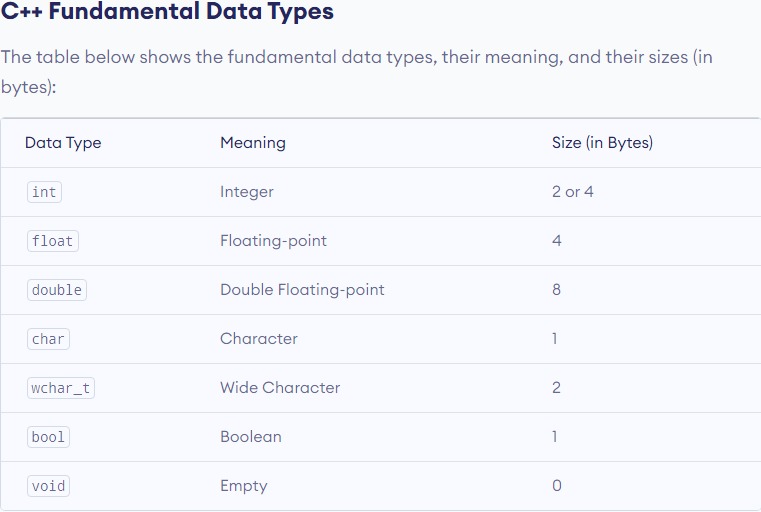 C++ Fundamental Data Types
The table below shows the fundamental data types, their meaning, and their sizes (in
bytes):
Data Type Meaning Size (in Bytes)
int Integer 2 or 4
float Floating-point 4
double Double Floating-point 8
char Character 1
wchar_t Wide Character 2
bool Boolean 1
void Empty 0